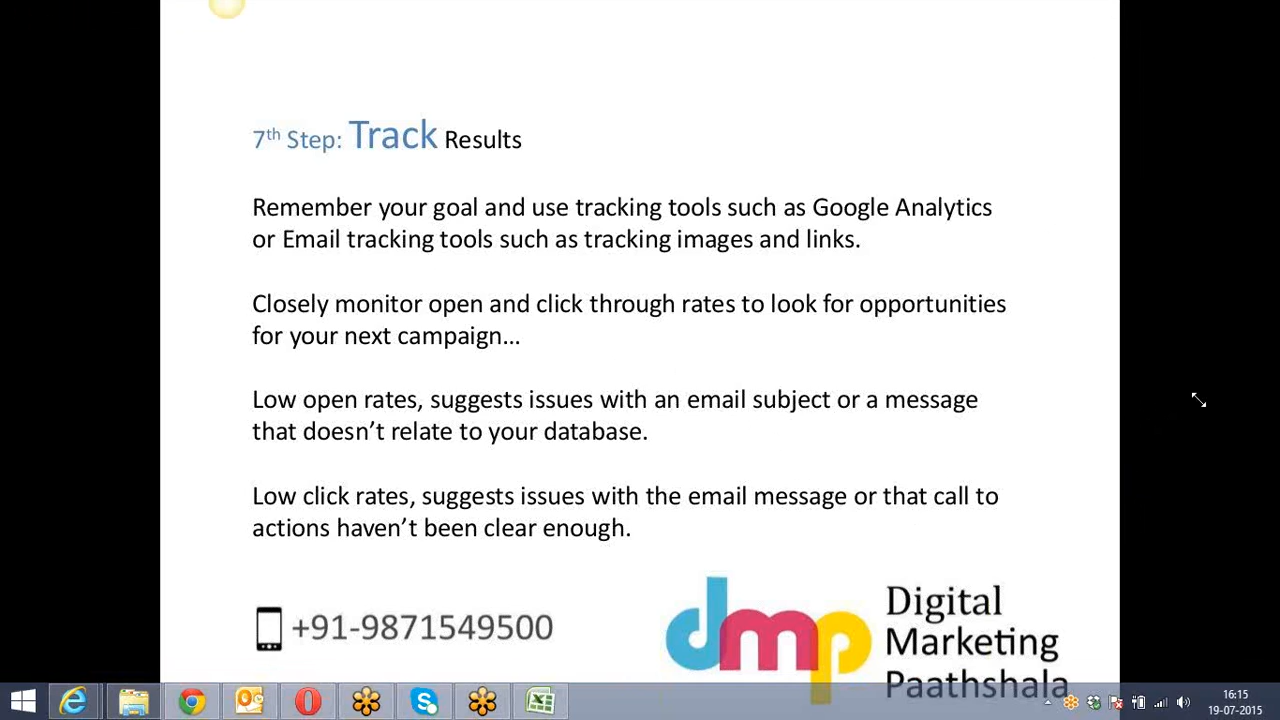 7th Step: Track Results
Remember your goal and use tracking tools such as Google Analytics
or Email tracking tools such as tracking images and links.
Closely monitor open and click through rates to look for opportunities
for your next campaign…
Low open rates, suggests issues with an email subject or a message
that doesn’t relate to your database.
Low click rates, suggests issues with the email message or that call to
actions haven’t been clear enough.
+91-9871549500
dmp
Digital
Marketing
Paathshala
16:15
19-07-2015